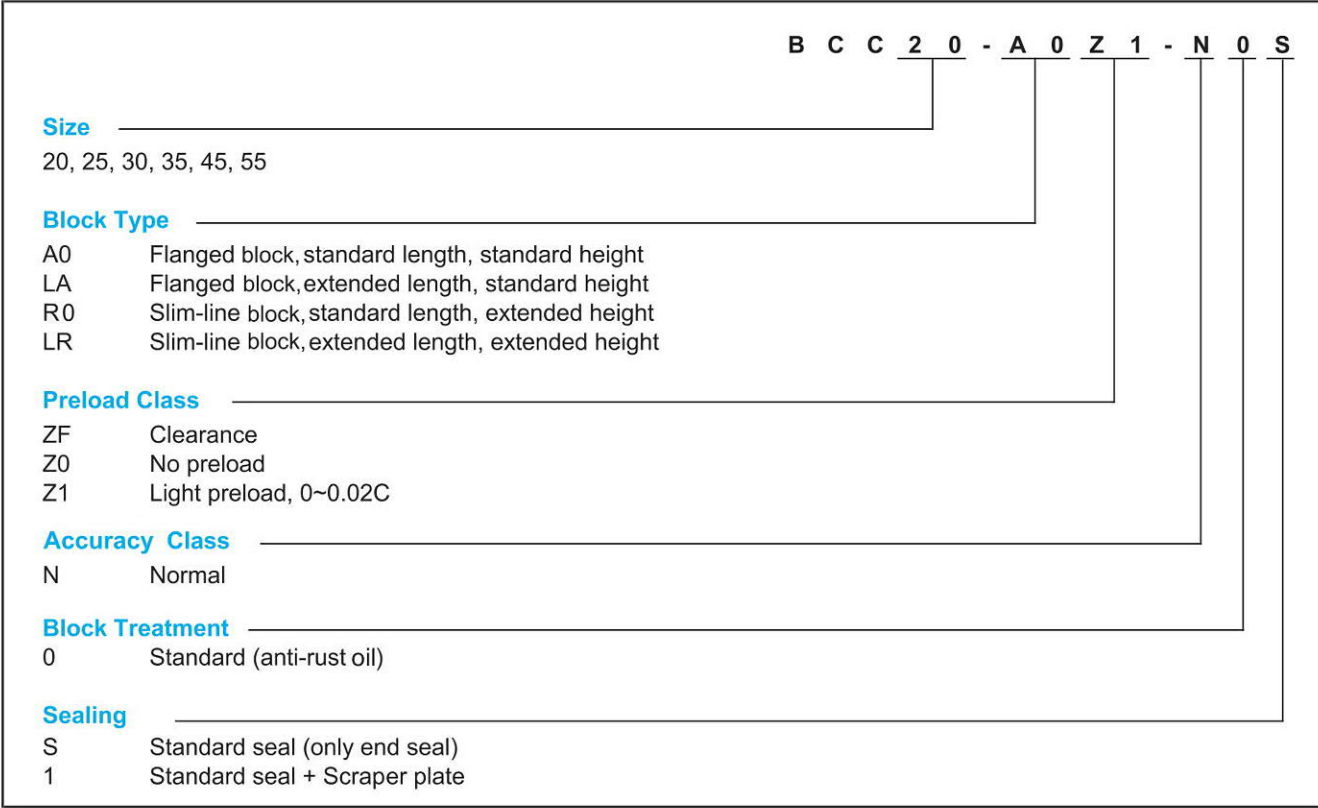 B C C 2 0 - A 0 Z 1 - N 0 S
Size
20, 25, 30, 35, 45, 55
Block Type
A0 Flanged block, standard length, standard height
LA Flanged block, extended length, standard height
R0 Slim-line block, standard length, extended height
LR Slim-line block, extended length, extended height
Preload Class
ZF Clearance
Z0 No preload
Z1 Light preload, 0~0.02C
Accuracy Class
N Normal
Block Treatment
0 Standard (anti-rust oil)
Sealing
S Standard seal (only end seal)
1 Standard seal + Scraper plate